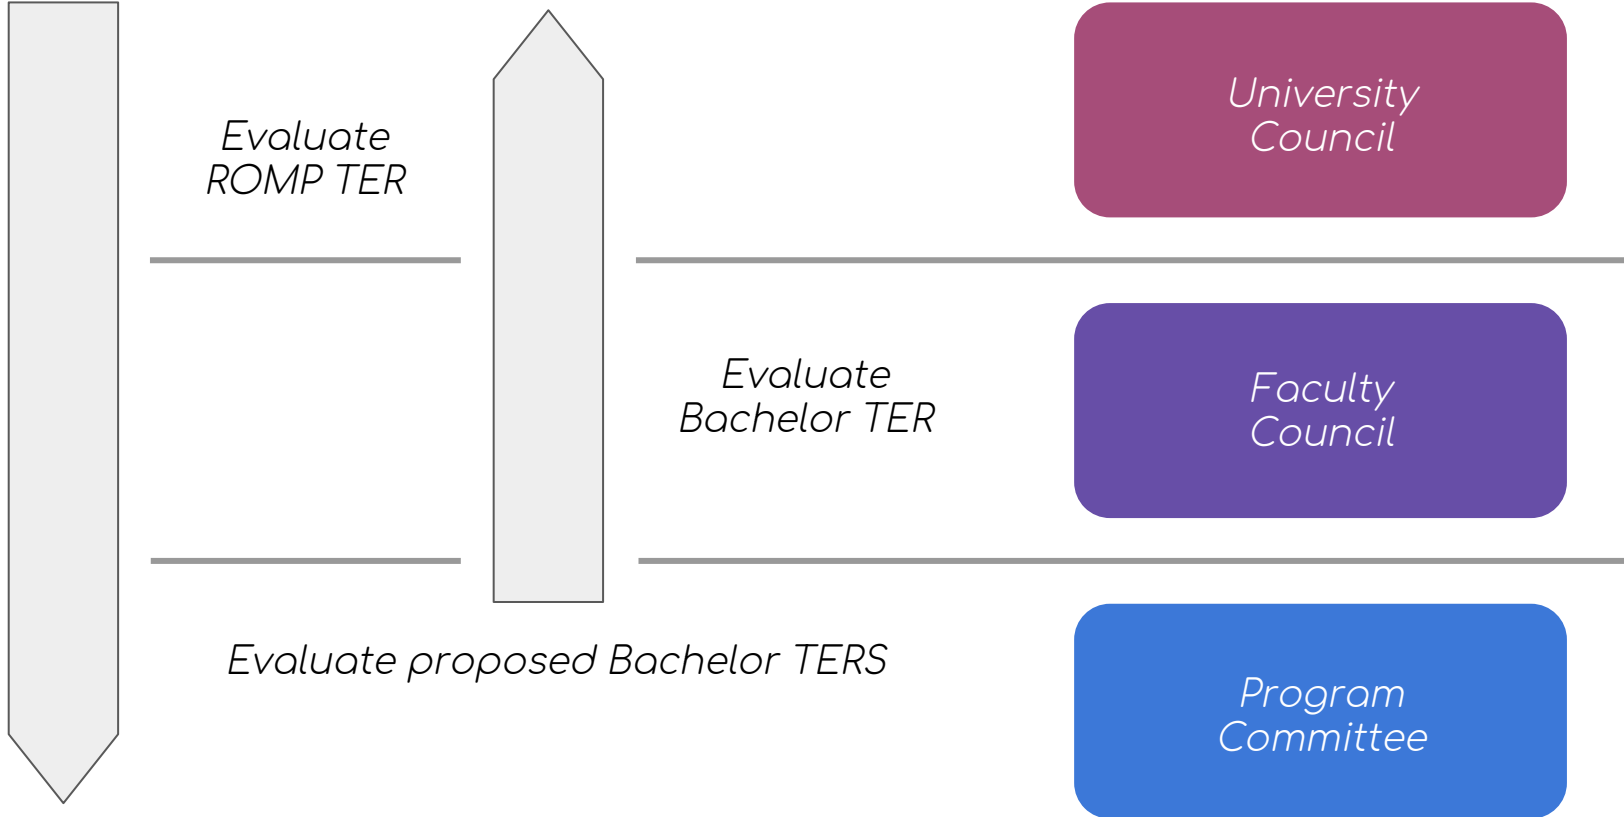 Evaluate
ROMP TER
University
Council
Evaluate
Bachelor TER
Faculty
Council
Evaluate proposed Bachelor TERS
Program
Committee